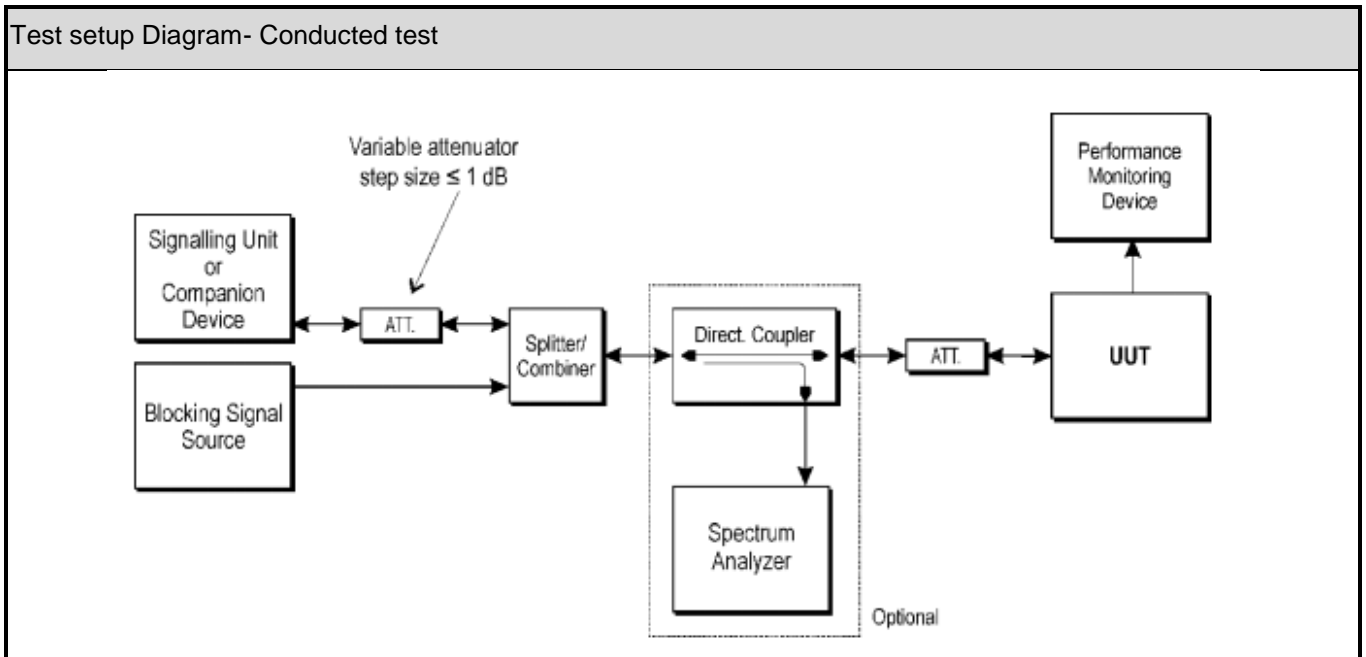 Test setup Diagram- Conducted test
Variable attenuator
step size ≤ 1 dB
Signalling Unit
or
Companion
Device
ATT.
Blocking Signal
Source
Splitter/
Combiner
Direct. Coupler
Spectrum
Analyzer
Optional
ATT.
Performance
Monitoring
Device
UUT